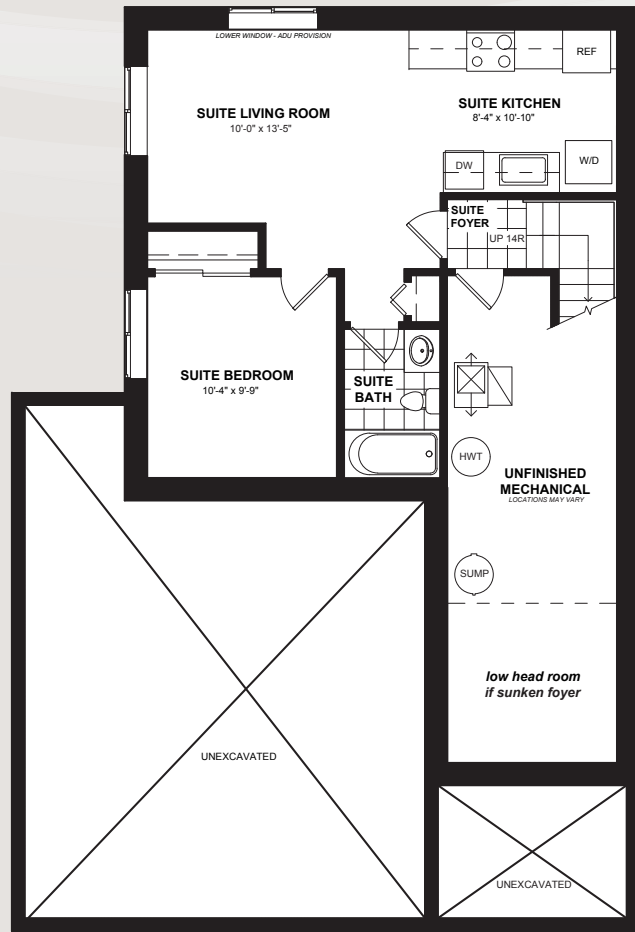 LOWER WINDOW - ADU PROVISION
REF
SUITE LIVING ROOM
10'-0" x 13'-5"
SUITE KITCHEN
8'-4" x 10'-10"
DW
W/D
SUITE
FOYER
UP 14R
SUITE BEDROOM
10'-4" x 9'-9"
SUITE
BATH
HWT
UNFINISHED
MECHANICAL
LOCATIONS MAY VARY
SUMP
low head room
if sunken foyer
UNEXCAVATED
UNEXCAVATED